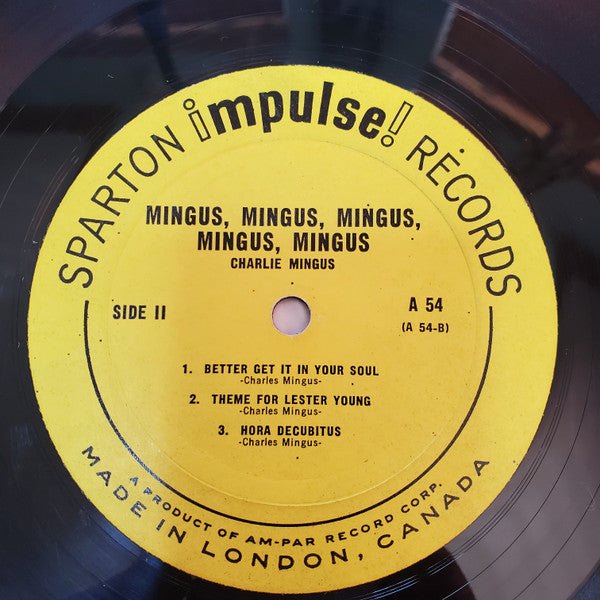 SPARTON impulse! RECORDS
MINGUS, MINGUS, MINGUS,
MINGUS, MINGUS
CHARLIE MINGUS
SIDE II
A 54
(A 54-B)
1. BETTER GET IT IN YOUR SOUL
-Charles Mingus-
2. THEME FOR LESTER YOUNG
-Charles Mingus-
3. HORA DECUBITUS
-Charles Mingus-
A PRODUCT OF AM-PAR RECORD CORP.
MADE IN LONDON, CANADA